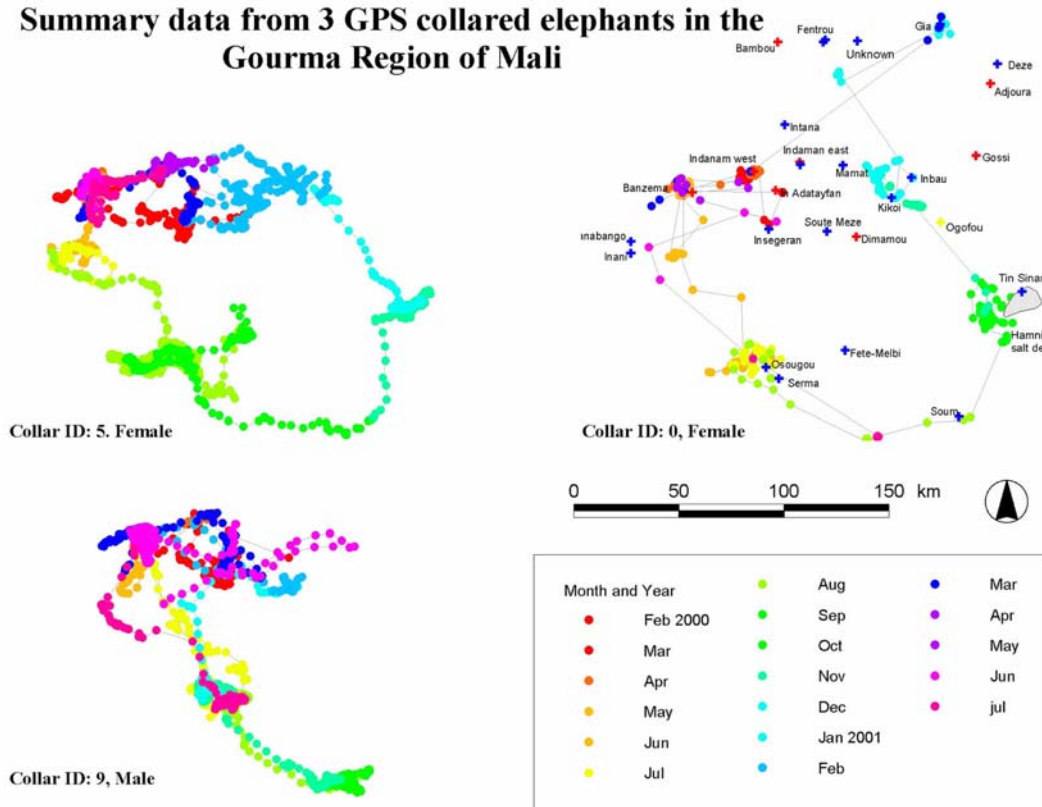 Summary data from 3 GPS collared elephants in the
Gourma Region of Mali
Gia
Fentrou
Bambou
Unknown
Deze
Adjoura
Intana
Gossi
Indaman east
Indanam west
Mamat
Inbau
Banzema
Adatayfan
Kikoi
Soute Meze
Ogofou
Insegeran
Dimamou
Inani
Tin Sinan
Hamni
salt de
Fete-Melbi
Osougou
Serma
Soum
Collar ID: 5. Female
Collar ID: 0, Female
0 50 100 150 km
Month and Year
Feb 2000
Mar
Apr
May
Jun
Jul
Aug
Sep
Oct
Nov
Dec
Jan 2001
Feb
Mar
Apr
May
Jun
jul
Collar ID: 9, Male